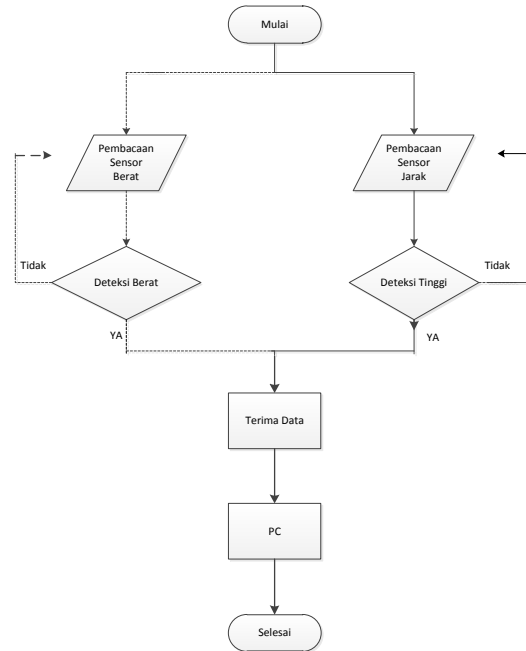 Mulai
Pembacaan
Sensor
Berat
Pembacaan
Sensor
Jarak
Tidak
Deteksi Berat
Deteksi Tinggi
Tidak
YA
YA
Terima Data
PC
Selesai